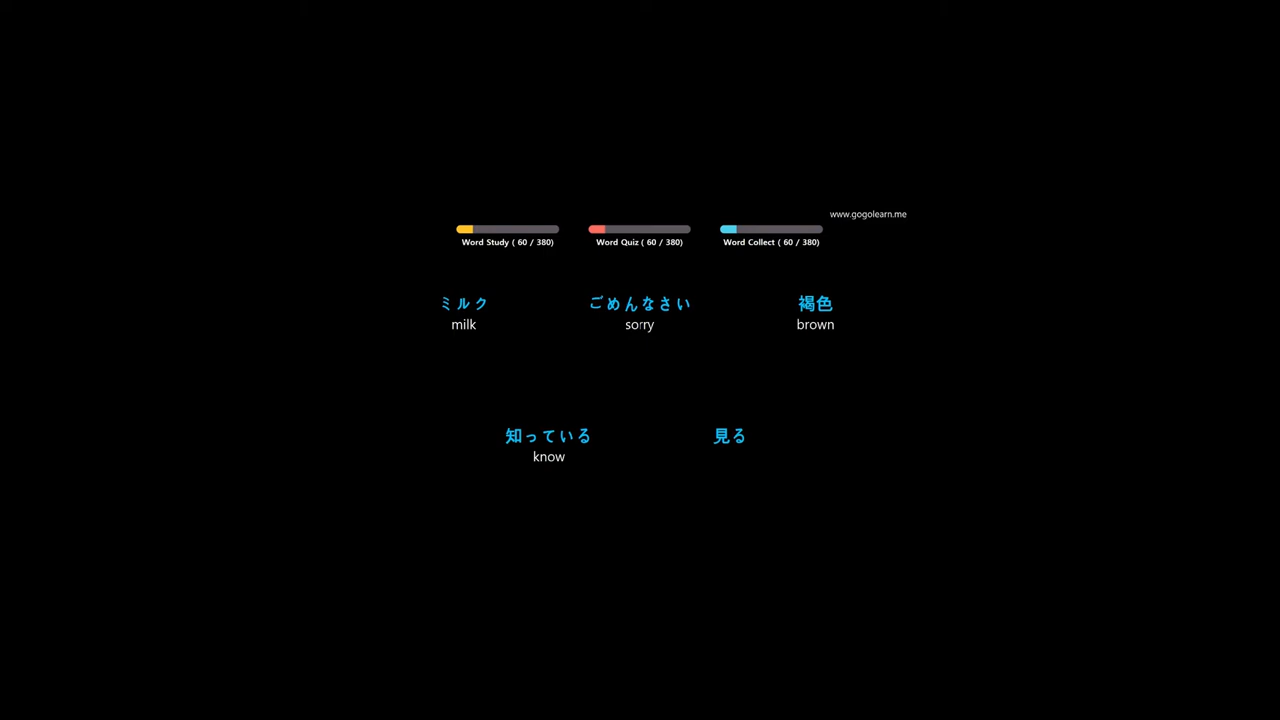 www.gogolearn.me
Word Study ( 60 / 380)
Word Quiz ( 60 / 380)
Word Collect ( 60 / 380)
ミルク
milk
ごめんなさい
sorry
褐色
brown
知っている
know
見る